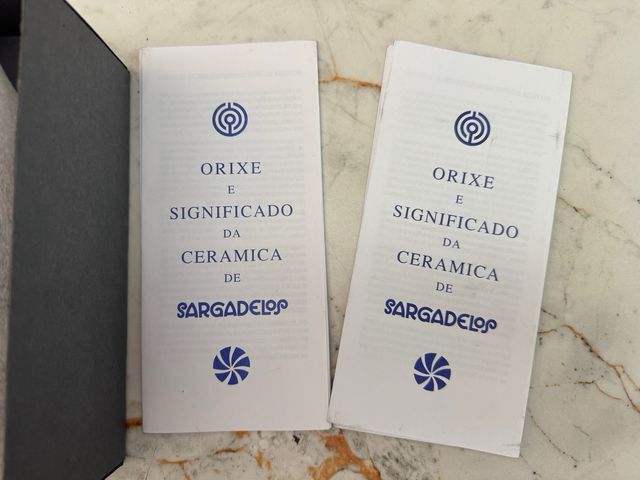 ORIXE
E
SIGNIFICADO
DA
CERAMICA
DE
SARGADELOS
ORIXE
E
SIGNIFICADO
DA
CERAMICA
DE
SARGADELOS